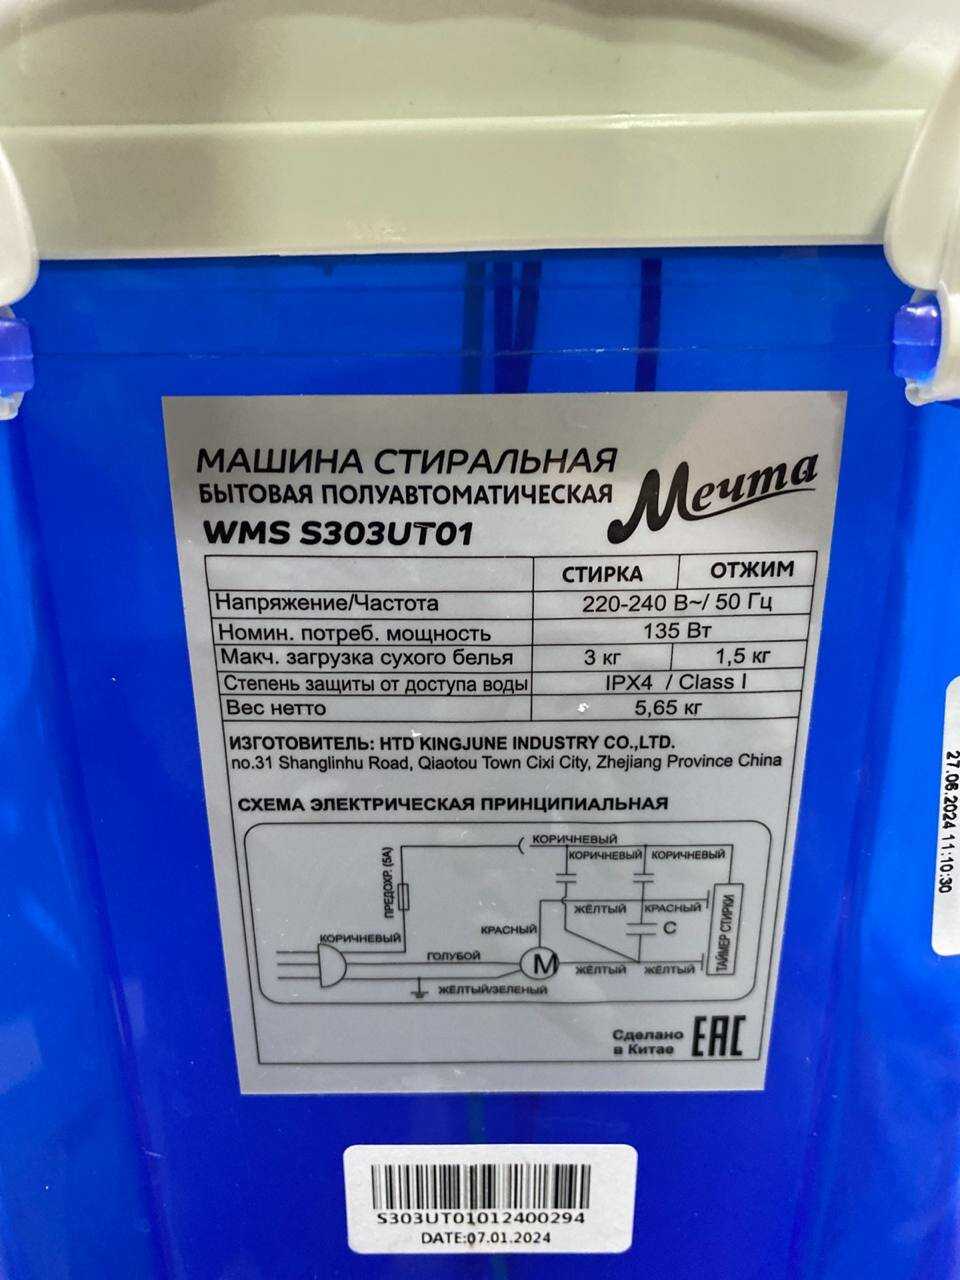 МАШИНА СТИРАЛЬНАЯ
БЫТОВАЯ ПОЛУАВТОМАТИЧЕСКАЯ
Мечта
WMS S303UT01
СТИРКА ОТЖИМ
Напряжение/Частота 220-240 В~/ 50 Гц
Номин. потреб. мощность 135 Вт
Макч. загрузка сухого белья 3 кг 1,5 кг
Степень защиты от доступа воды IPX4 / Class I
Вес нетто 5,65 кг
ИЗГОТОВИТЕЛЬ: HTD KINGJUNE INDUSTRY CO.,LTD.
no.31 Shanglinhu Road, Qiaotou Town Cixi City, Zhejiang Province China
СХЕМА ЭЛЕКТРИЧЕСКАЯ ПРИНЦИПИАЛЬНАЯ
КОРИЧНЕВЫЙ
КОРИЧНЕВЫЙ КОРИЧНЕВЫЙ
ПРЕДОХР. (5А)
ЖЁЛТЫЙ КРАСНЫЙ
КРАСНЫЙ
C
ТАЙМЕР СТИРКИ
КОРИЧНЕВЫЙ
ГОЛУБОЙ
M
ЖЁЛТЫЙ ЖЁЛТЫЙ
ЖЁЛТЫЙ/ЗЕЛЕНЫЙ
Сделано
в Китае
EAC
27.06.2024 11:10:30
S303UT01012400294
DATE:07.01.2024